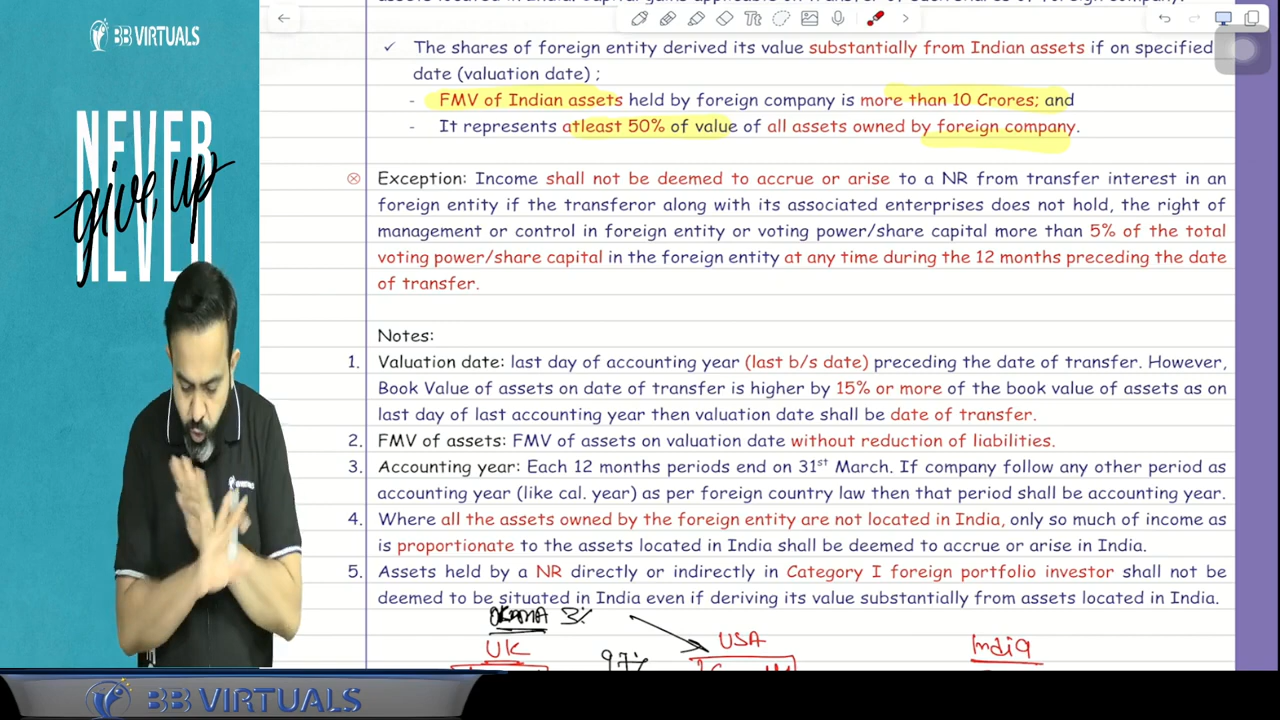 BB VIRTUALS
NEVER
give up
NEVER
The shares of foreign entity derived its value substantially from Indian assets if on specified
date (valuation date) ;
- FMV of Indian assets held by foreign company is more than 10 Crores; and
- It represents atleast 50% of value of all assets owned by foreign company.
Exception: Income shall not be deemed to accrue or arise to a NR from transfer interest in an
foreign entity if the transferor along with its associated enterprises does not hold, the right of
management or control in foreign entity or voting power/share capital more than 5% of the total
voting power/share capital in the foreign entity at any time during the 12 months preceding the date
of transfer.
Notes:
1. Valuation date: last day of accounting year (last b/s date) preceding the date of transfer. However,
Book Value of assets on date of transfer is higher by 15% or more of the book value of assets as on
last day of last accounting year then valuation date shall be date of transfer.
2. FMV of assets: FMV of assets on valuation date without reduction of liabilities.
3. Accounting year: Each 12 months periods end on 31st March. If company follow any other period as
accounting year (like cal. year) as per foreign country law then that period shall be accounting year.
4. Where all the assets owned by the foreign entity are not located in India, only so much of income as
is proportionate to the assets located in India shall be deemed to accrue or arise in India.
5. Assets held by a NR directly or indirectly in Category I foreign portfolio investor shall not be
deemed to be situated in India even if deriving its value substantially from assets located in India.
3%
UK
97%
USA
India
BB VIRTUALS
BB VIRTUALS